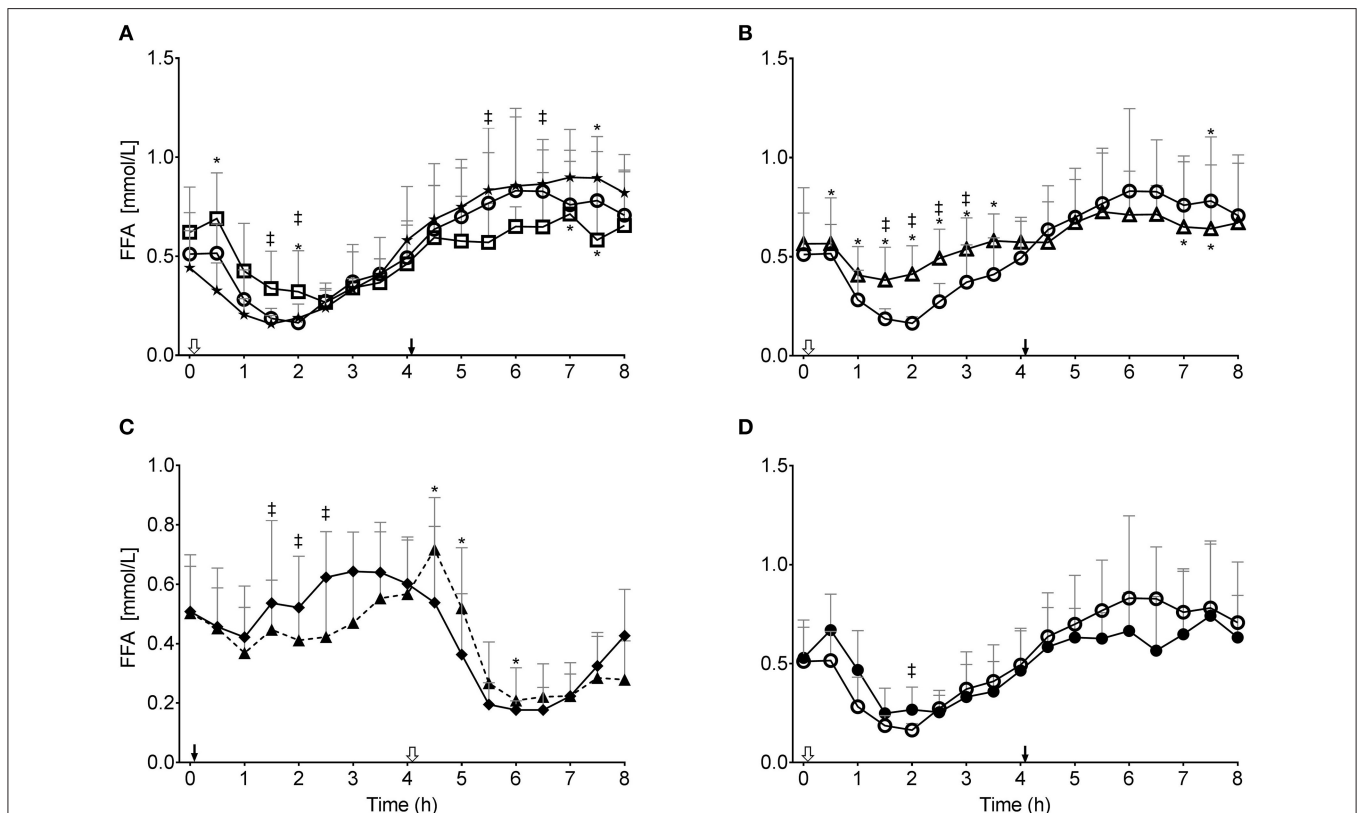 A
1.5
1.0
0.5
0.0
FFA [mmol/L]
* ‡ ‡ * ‡ ‡ * * *
0 1 2 3 4 5 6 7 8
B
1.5
1.0
0.5
0.0
* * ‡ * ‡ * ‡ * ‡ * * * * *
0 1 2 3 4 5 6 7 8
C
1.0
0.8
0.6
0.4
0.2
0.0
FFA [mmol/L]
‡ ‡ ‡ * * *
0 1 2 3 4 5 6 7 8
Time (h)
D
1.5
1.0
0.5
0.0
‡
0 1 2 3 4 5 6 7 8
Time (h)